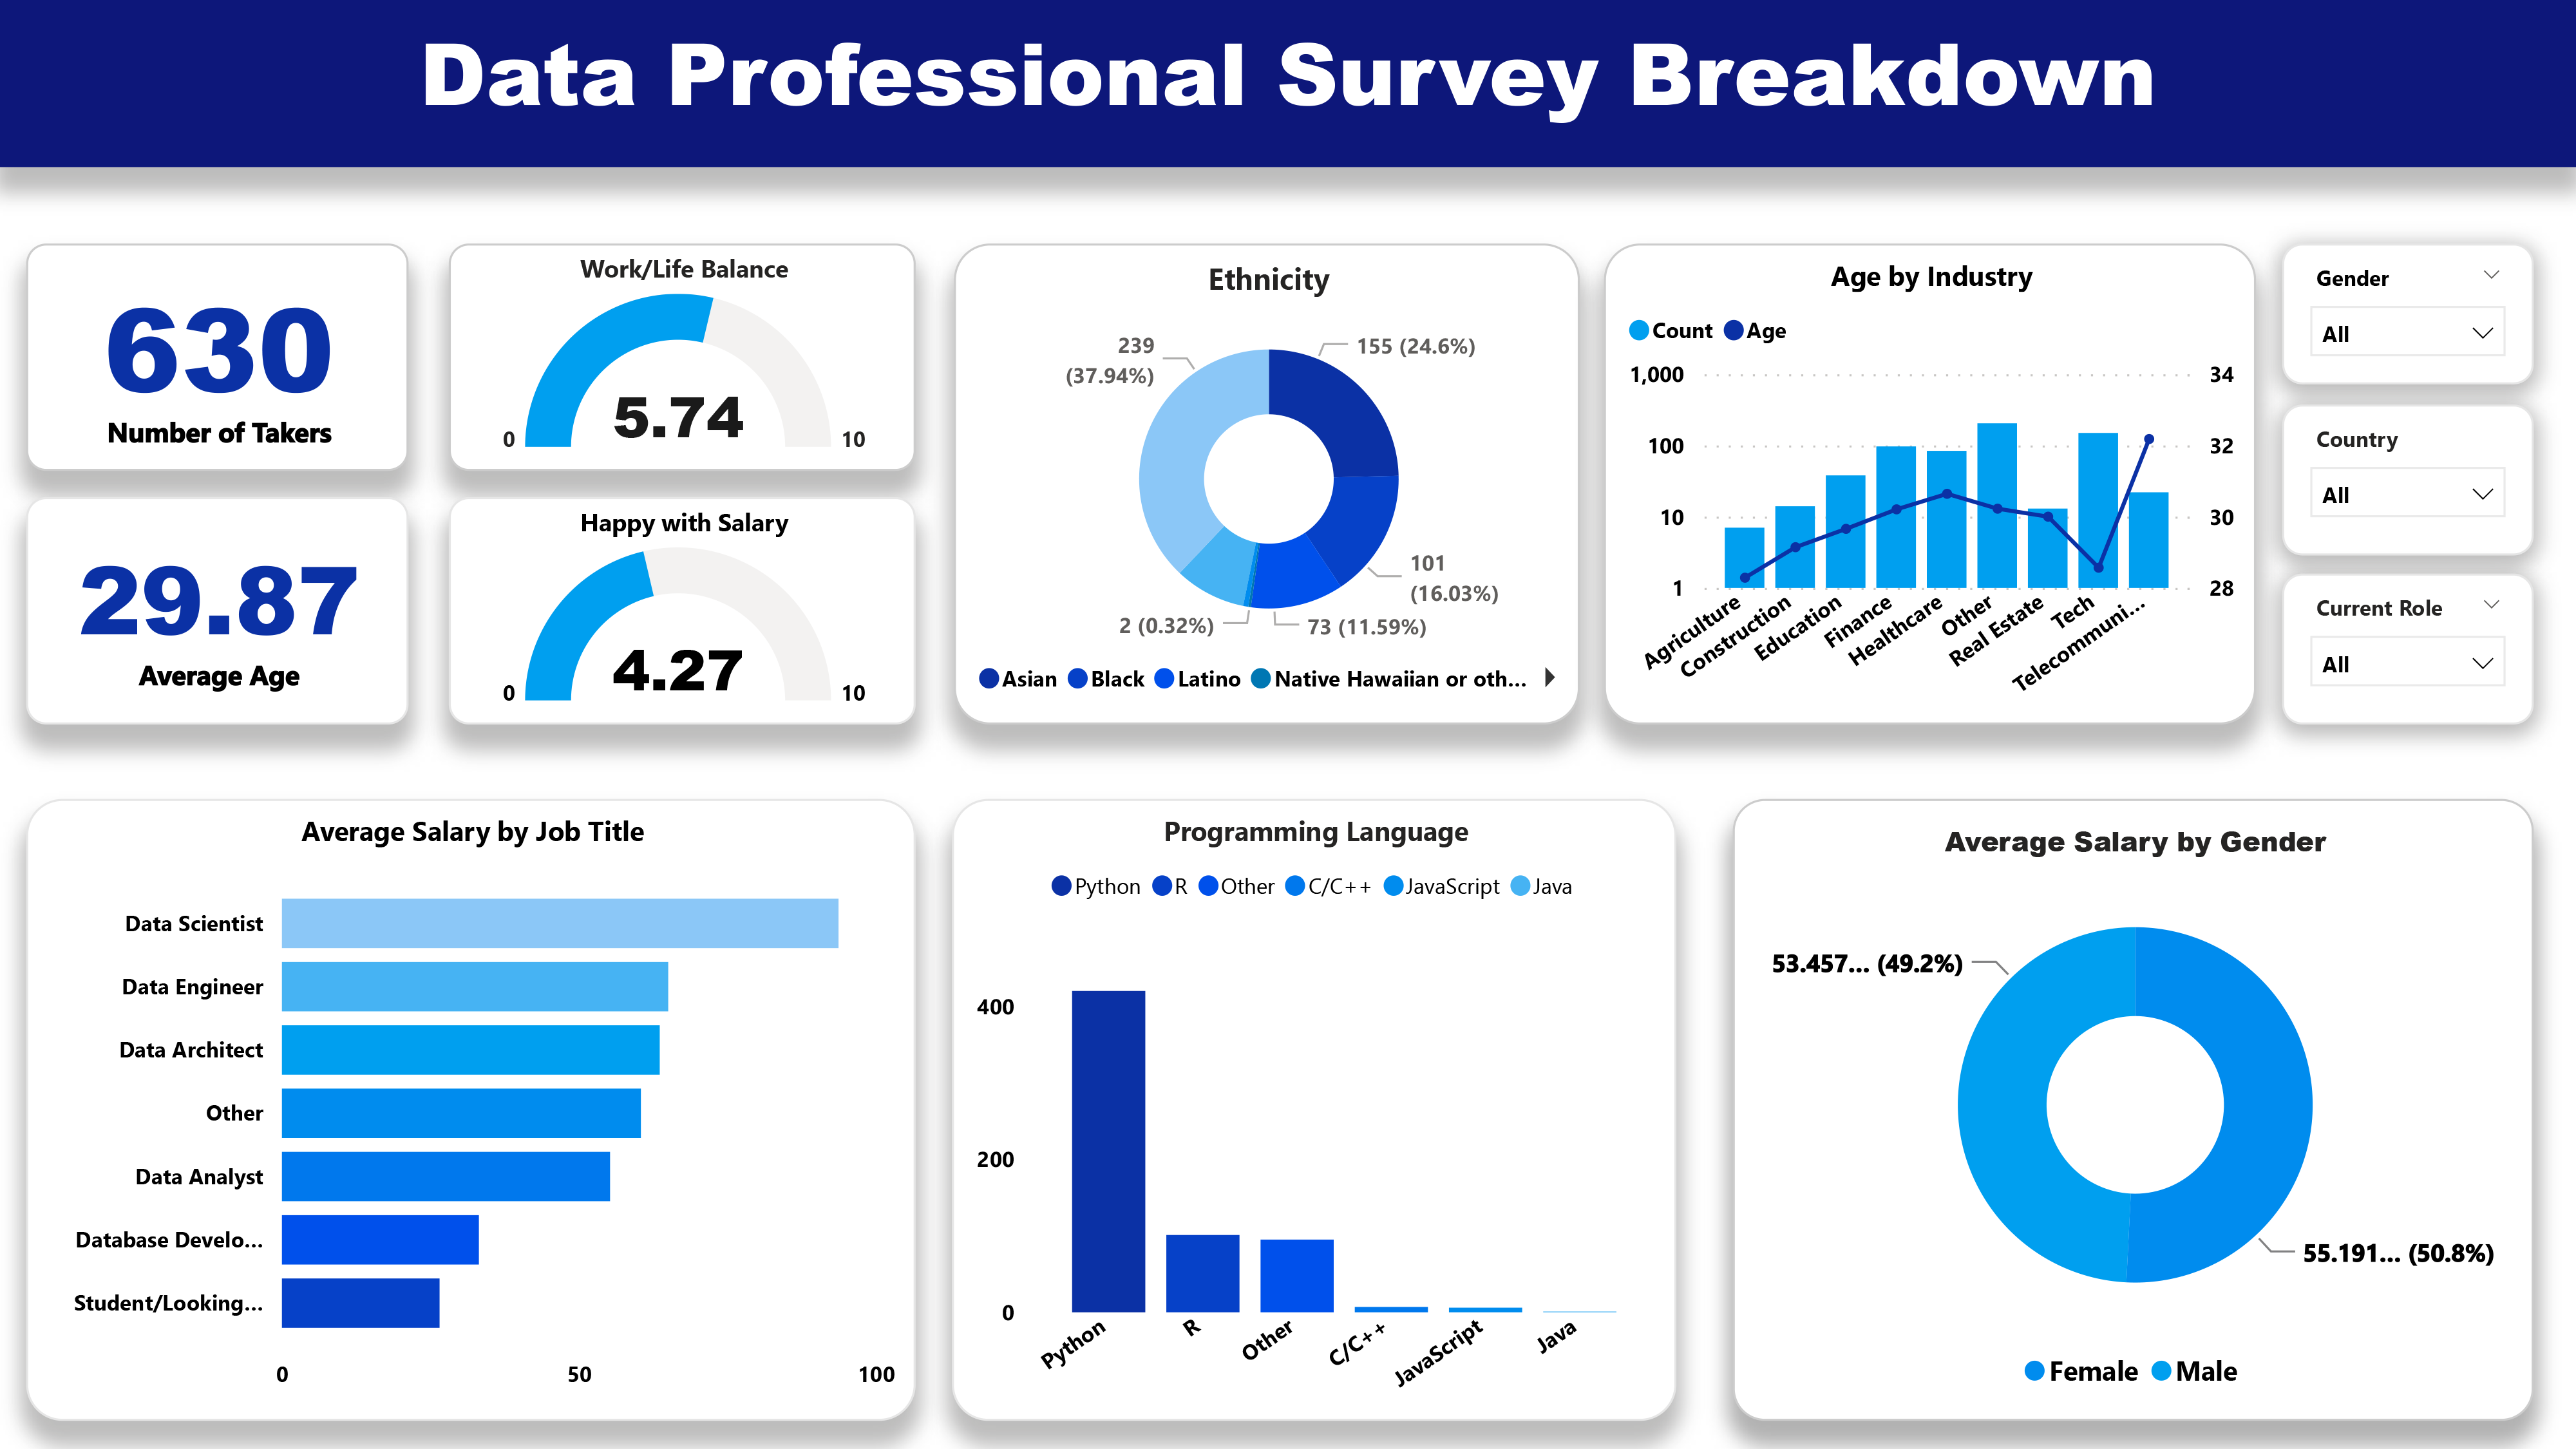 Data Professional Survey Breakdown
630
Number of Takers
29.87
Average Age
Work/Life Balance
5.74
0
10
Happy with Salary
4.27
0
10
Ethnicity
239
(37.94%)
155 (24.6%)
101
(16.03%)
2 (0.32%)
73 (11.59%)
Asian Black Latino Native Hawaiian or oth...
Age by Industry
Count Age
1,000
100
10
1
34
32
30
28
Agriculture
Construction
Education
Finance
Healthcare
Other
Real Estate
Tech
Telecommuni...
Gender
All
Country
All
Current Role
All
Average Salary by Job Title
Data Scientist
Data Engineer
Data Architect
Other
Data Analyst
Database Develo...
Student/Looking...
0 50 100
Programming Language
Python R Other C/C++ JavaScript Java
400
200
0
Python
R
Other
C/C++
JavaScript
Java
Average Salary by Gender
53.457... (49.2%)
55.191... (50.8%)
Female Male